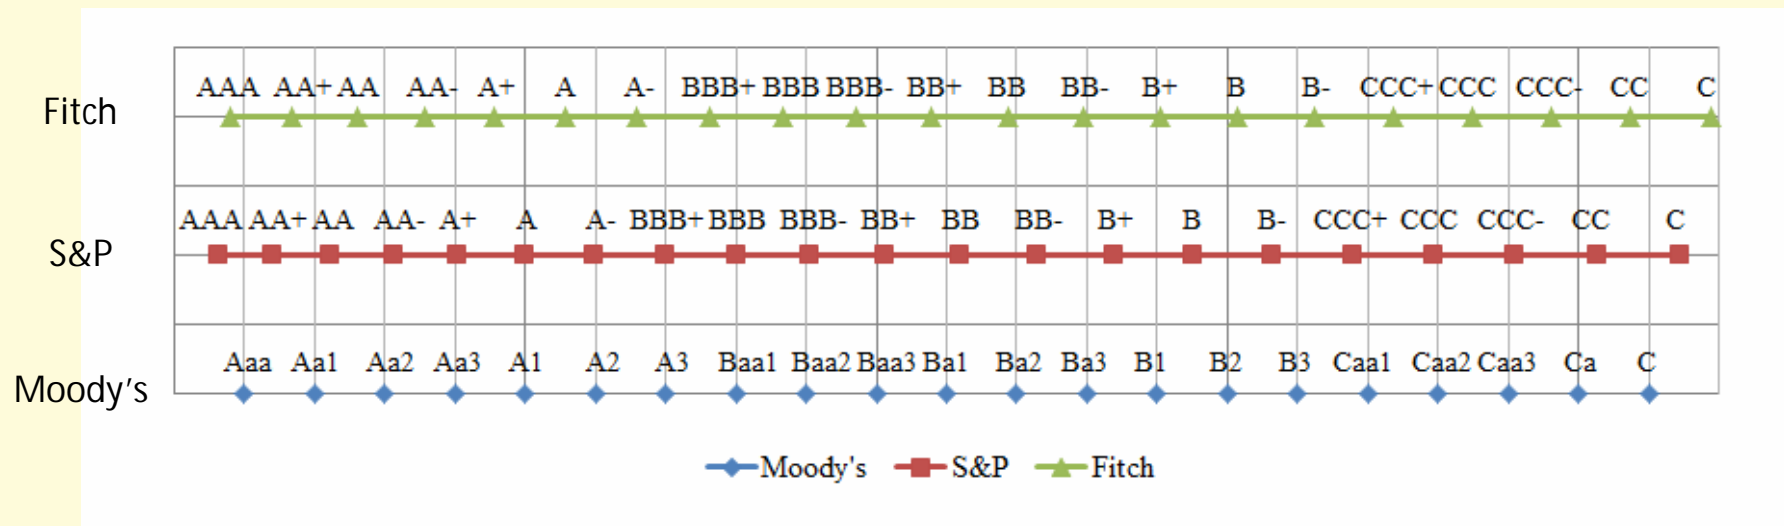 AAA AA+ AA AA- A+ A A- BBB+ BBB BBB- BB+ BB BB- B+ B B- CCC+ CCC CCC- CC C
Fitch
AAA AA+ AA AA- A+ A A- BBB+ BBB BBB- BB+ BB BB- B+ B B- CCC+ CCC CCC- CC C
S&P
Aaa Aa1 Aa2 Aa3 A1 A2 A3 Baa1 Baa2 Baa3 Ba1 Ba2 Ba3 B1 B2 B3 Caa1 Caa2 Caa3 Ca C
Moody's
Moody's S&P Fitch